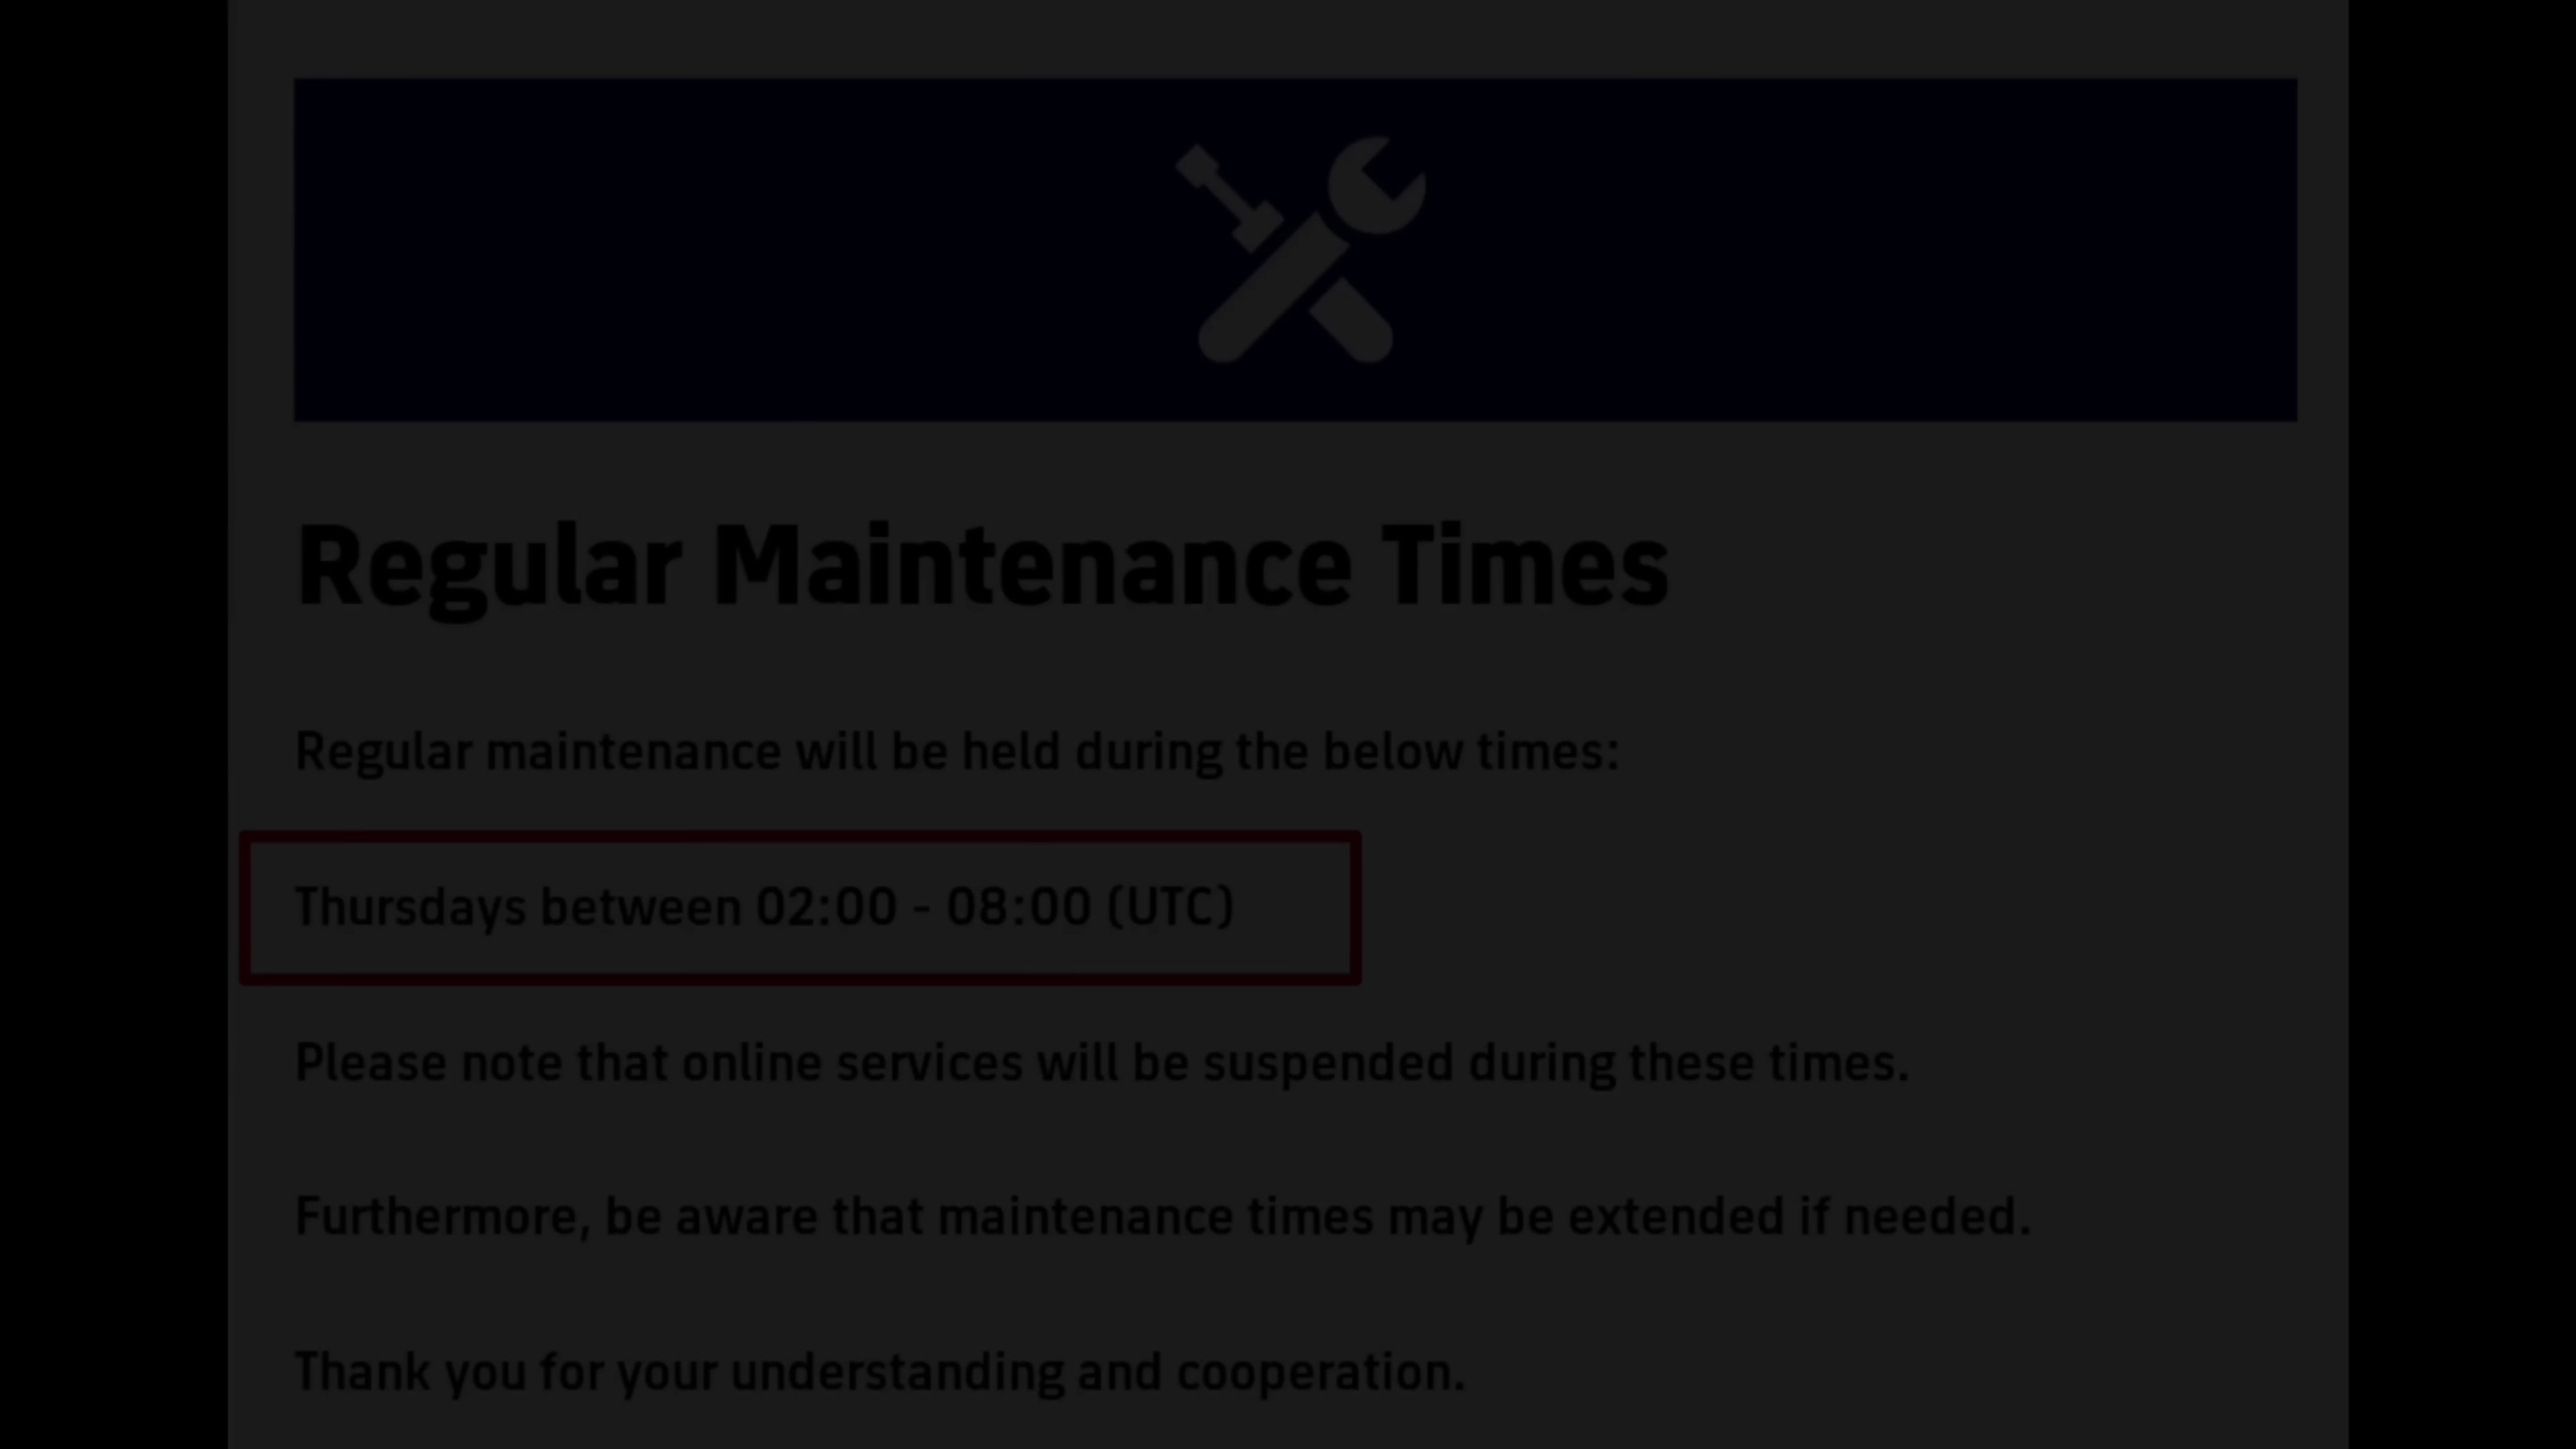 Regular Maintenance Times
Regular maintenance will be held during the below times:
Thursdays between 02:00 - 08:00 (UTC)
Please note that online services will be suspended during these times.
Furthermore, be aware that maintenance times may be extended if needed.
Thank you for your understanding and cooperation.